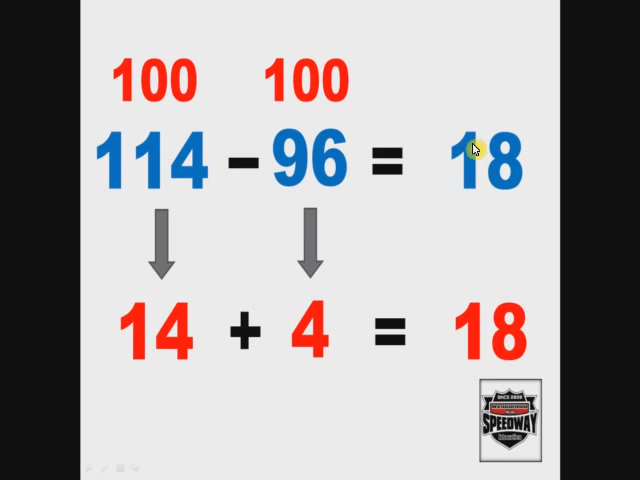 100 100
114 - 96 = 18
14 + 4 = 18
SPEEDWAY